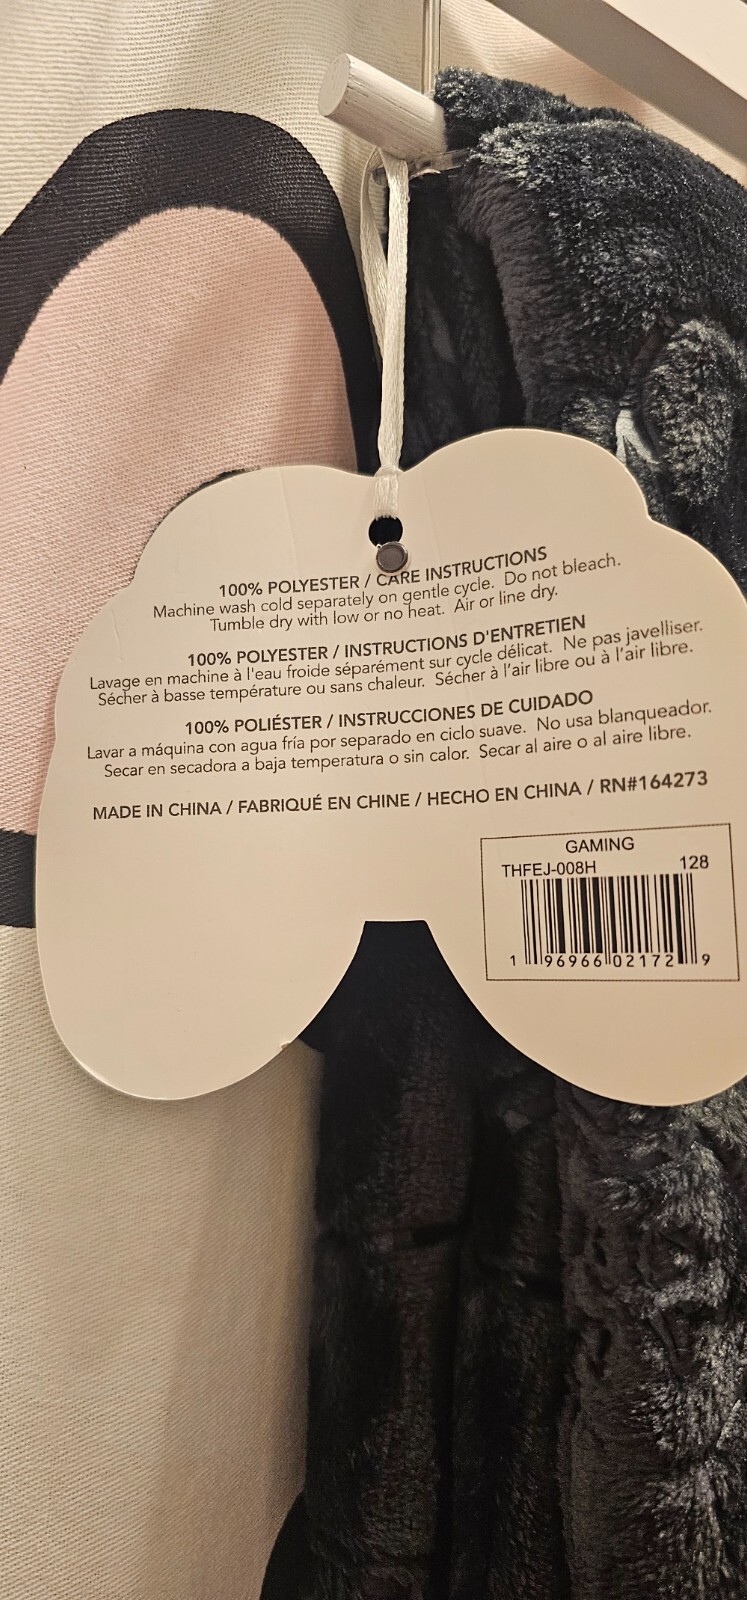 100% POLYESTER / CARE INSTRUCTIONS
Machine wash cold separately on gentle cycle. Do not bleach.
Tumble dry with low or no heat. Air or line dry.
100% POLYESTER / INSTRUCTIONS D'ENTRETIEN
Lavage en machine à l'eau froide séparément sur cycle délicat. Ne pas javelliser.
Sécher à basse température ou sans chaleur. Sécher à l'air libre ou à l'air libre.
100% POLIÉSTER / INSTRUCCIONES DE CUIDADO
Lavar a máquina con agua fría por separado en ciclo suave. No usa blanqueador.
Secar en secadora a baja temperatura o sin calor. Secar al aire o al aire libre.
MADE IN CHINA / FABRIQUÉ EN CHINE / HECHO EN CHINA / RN#164273
GAMING
THFEJ-008H 128
1 96966 02172 9